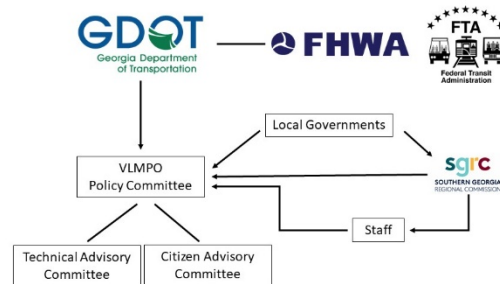 GDOT
Georgia Department
of Transportation
FHWA
FTA
Federal Transit
Administration
Local Governments
VLMPO
Policy Committee
sgrc
SOUTHERN GEORGIA
REGIONAL COMMISSION
Staff
Technical Advisory
Committee
Citizen Advisory
Committee